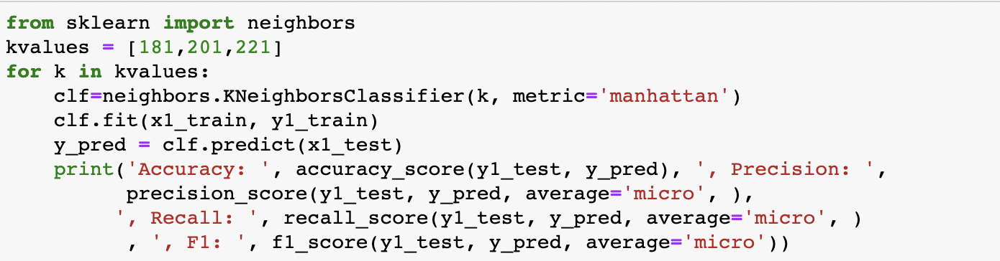 from sklearn import neighbors
kvalues = [181,201,221]
for k in kvalues:
    clf=neighbors.KNeighborsClassifier(k, metric='manhattan')
    clf.fit(x1_train, y1_train)
    y_pred = clf.predict(x1_test)
    print('Accuracy: ', accuracy_score(y1_test, y_pred), ', Precision: ',
          precision_score(y1_test, y_pred, average='micro', ),
         ', Recall: ', recall_score(y1_test, y_pred, average='micro', )
          , ', F1: ', f1_score(y1_test, y_pred, average='micro'))